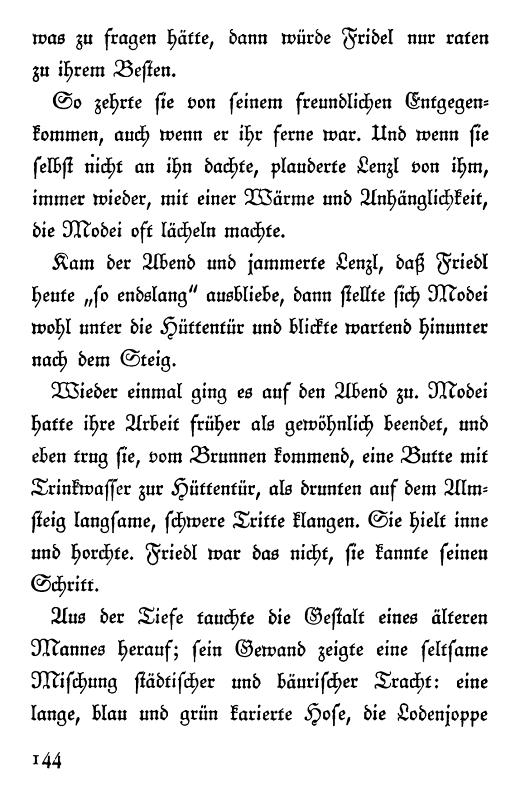 was zu fragen hätte, dann würde Fridel nur raten
zu ihrem Besten.
So zehrte sie von seinem freundlichen Entgegen=
kommen, auch wenn er ihr ferne war. Und wenn sie
selbst nicht an ihn dachte, plauderte Lenzl von ihm,
immer wieder, mit einer Wärme und Anhänglichkeit,
die Modei oft lächeln machte.
Kam der Abend und jammerte Lenzl, daß Friedl
heute „so endslang" ausbliebe, dann stellte sich Modei
wohl unter die Hüttentür und blickte wartend hinunter
nach dem Steig.
Wieder einmal ging es auf den Abend zu. Modei
hatte ihre Arbeit früher als gewöhnlich beendet, und
eben trug sie, vom Brunnen kommend, eine Butte mit
Trinkwasser zur Hüttentür, als drunten auf dem Alm=
steig langsame, schwere Tritte klangen. Sie hielt inne
und horchte. Friedl war das nicht, sie kannte seinen
Schritt.
Aus der Tiefe tauchte die Gestalt eines älteren
Mannes herauf; sein Gewand zeigte eine seltsame
Mischung städtischer und bäurischer Tracht: eine
lange, blau und grün karierte Hose, die Lodenjoppe
144